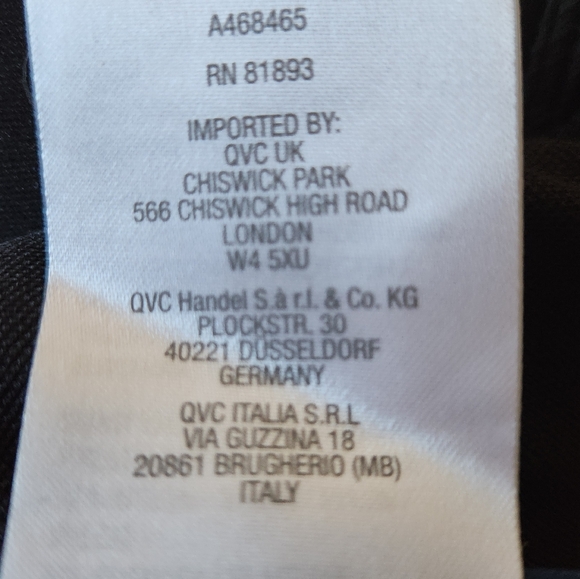 A468465
RN 81893
IMPORTED BY:
QVC UK
CHISWICK PARK
566 CHISWICK HIGH ROAD
LONDON
W4 5XU
QVC Handel S.à r.l. & Co. KG
PLOCKSTR. 30
40221 DÜSSELDORF
GERMANY
QVC ITALIA S.R.L
VIA GUZZINA 18
20861 BRUGHERIO (MB)
ITALY